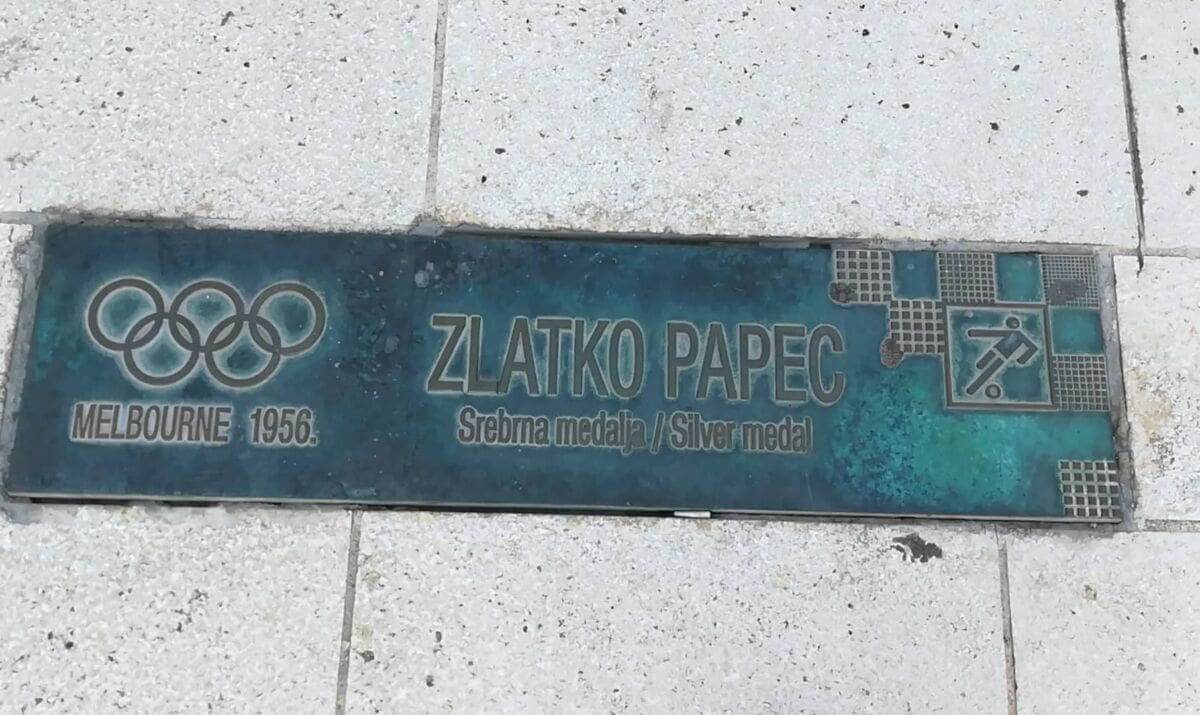 MELBOURNE 1956.
ZLATKO PAPEC
Srebrna medalja / Silver medal